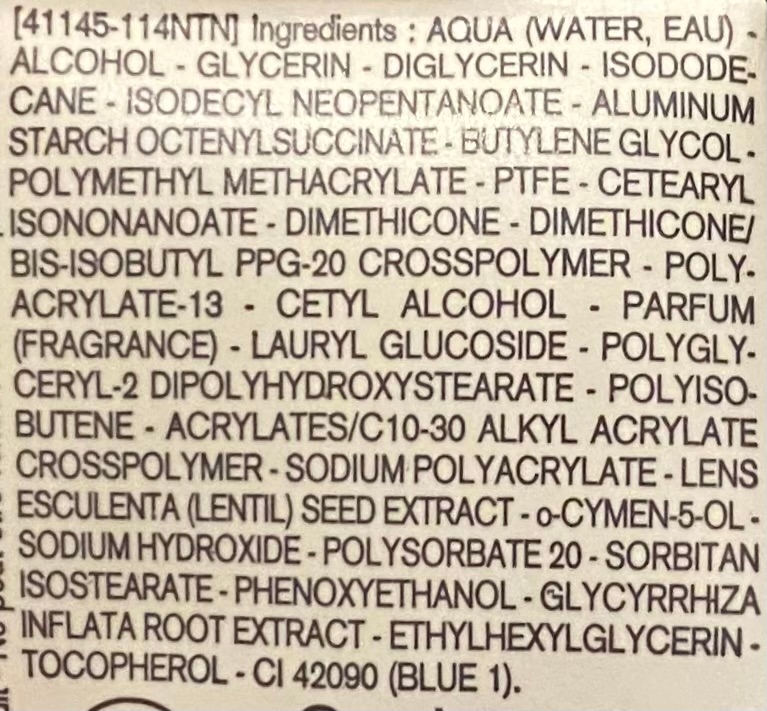 [41145-114NTN] Ingredients : AQUA (WATER, EAU) -
ALCOHOL - GLYCERIN - DIGLYCERIN - ISODODE-
CANE - ISODECYL NEOPENTANOATE - ALUMINUM
STARCH OCTENYLSUCCINATE - BUTYLENE GLYCOL -
POLYMETHYL METHACRYLATE - PTFE - CETEARYL
ISONONANOATE - DIMETHICONE - DIMETHICONE/
BIS-ISOBUTYL PPG-20 CROSSPOLYMER - POLY-
ACRYLATE-13 - CETYL ALCOHOL - PARFUM
(FRAGRANCE) - LAURYL GLUCOSIDE - POLYGLY-
CERYL-2 DIPOLYHYDROXYSTEARATE - POLYISO-
BUTENE - ACRYLATES/C10-30 ALKYL ACRYLATE
CROSSPOLYMER - SODIUM POLYACRYLATE - LENS
ESCULENTA (LENTIL) SEED EXTRACT - o-CYMEN-5-OL -
SODIUM HYDROXIDE - POLYSORBATE 20 - SORBITAN
ISOSTEARATE - PHENOXYETHANOL - GLYCYRRHIZA
INFLATA ROOT EXTRACT - ETHYLHEXYLGLYCERIN -
TOCOPHEROL - CI 42090 (BLUE 1).